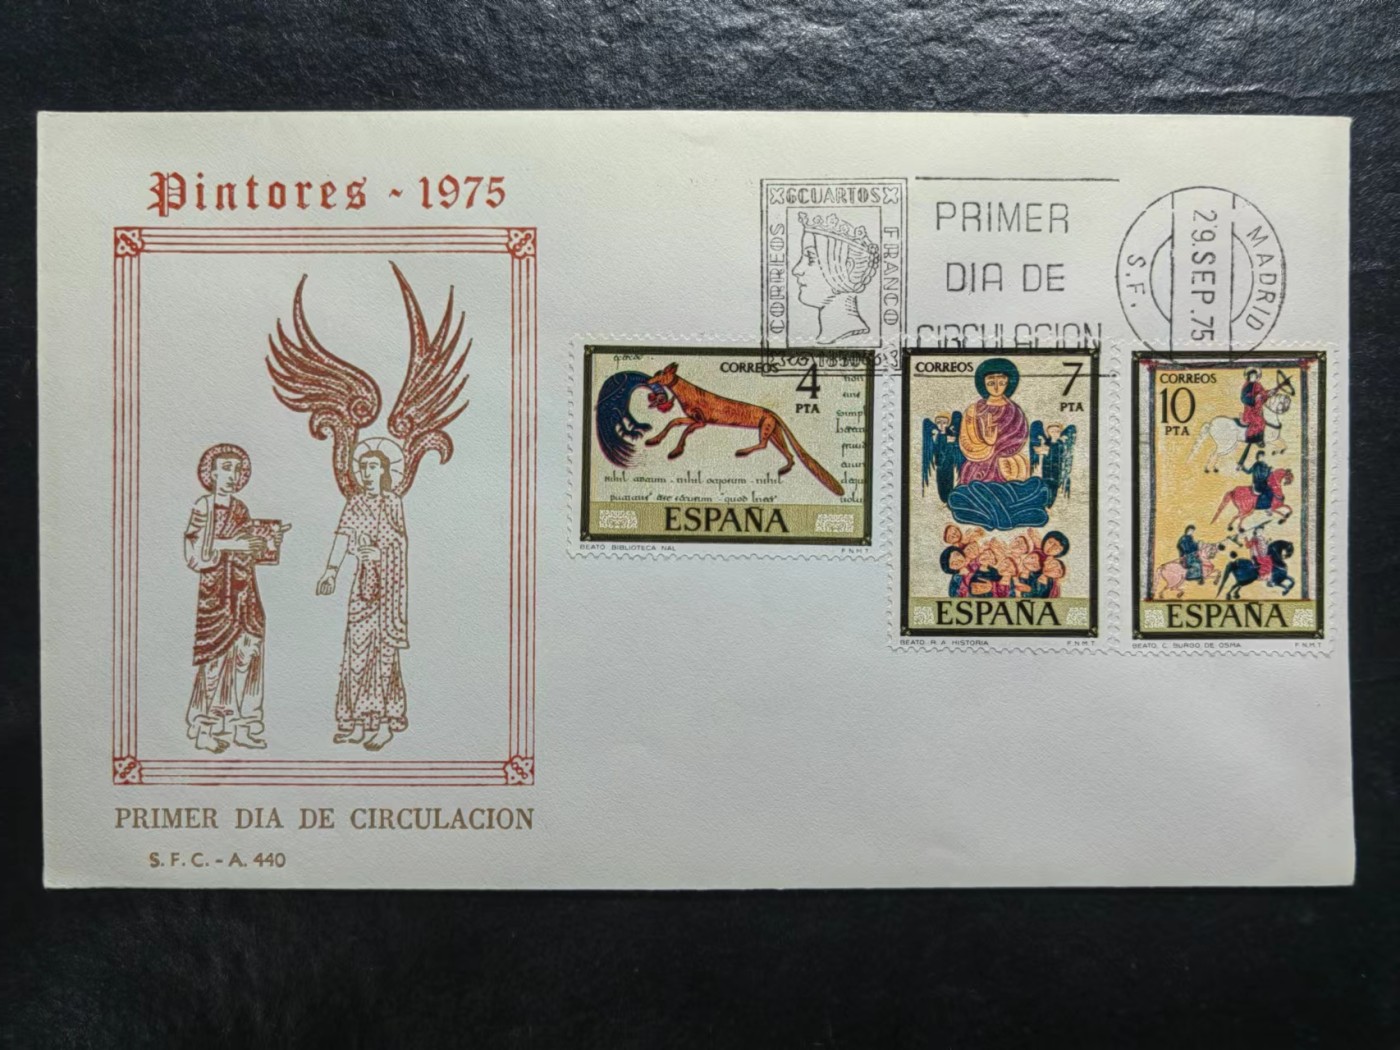 Pintores - 1975
PRIMER DIA DE CIRCULACION
S. F. C. - A. 440
6 CUARTOS
CORREOS
FRANCO
PRIMER
DIA DE
CIRCULACION
MADRID
29.SEP.75
S.F.
CORREOS 4
PTA
nihil
ESPAÑA
BEATO BIBLIOTECA NAL
F.N.M.T.
CORREOS 7
PTA
ESPAÑA
BEATO. R. A. HISTORIA
F.N.M.T.
CORREOS
10
PTA
ESPAÑA
BEATO. C. BURGO DE OSMA
F.N.M.T.